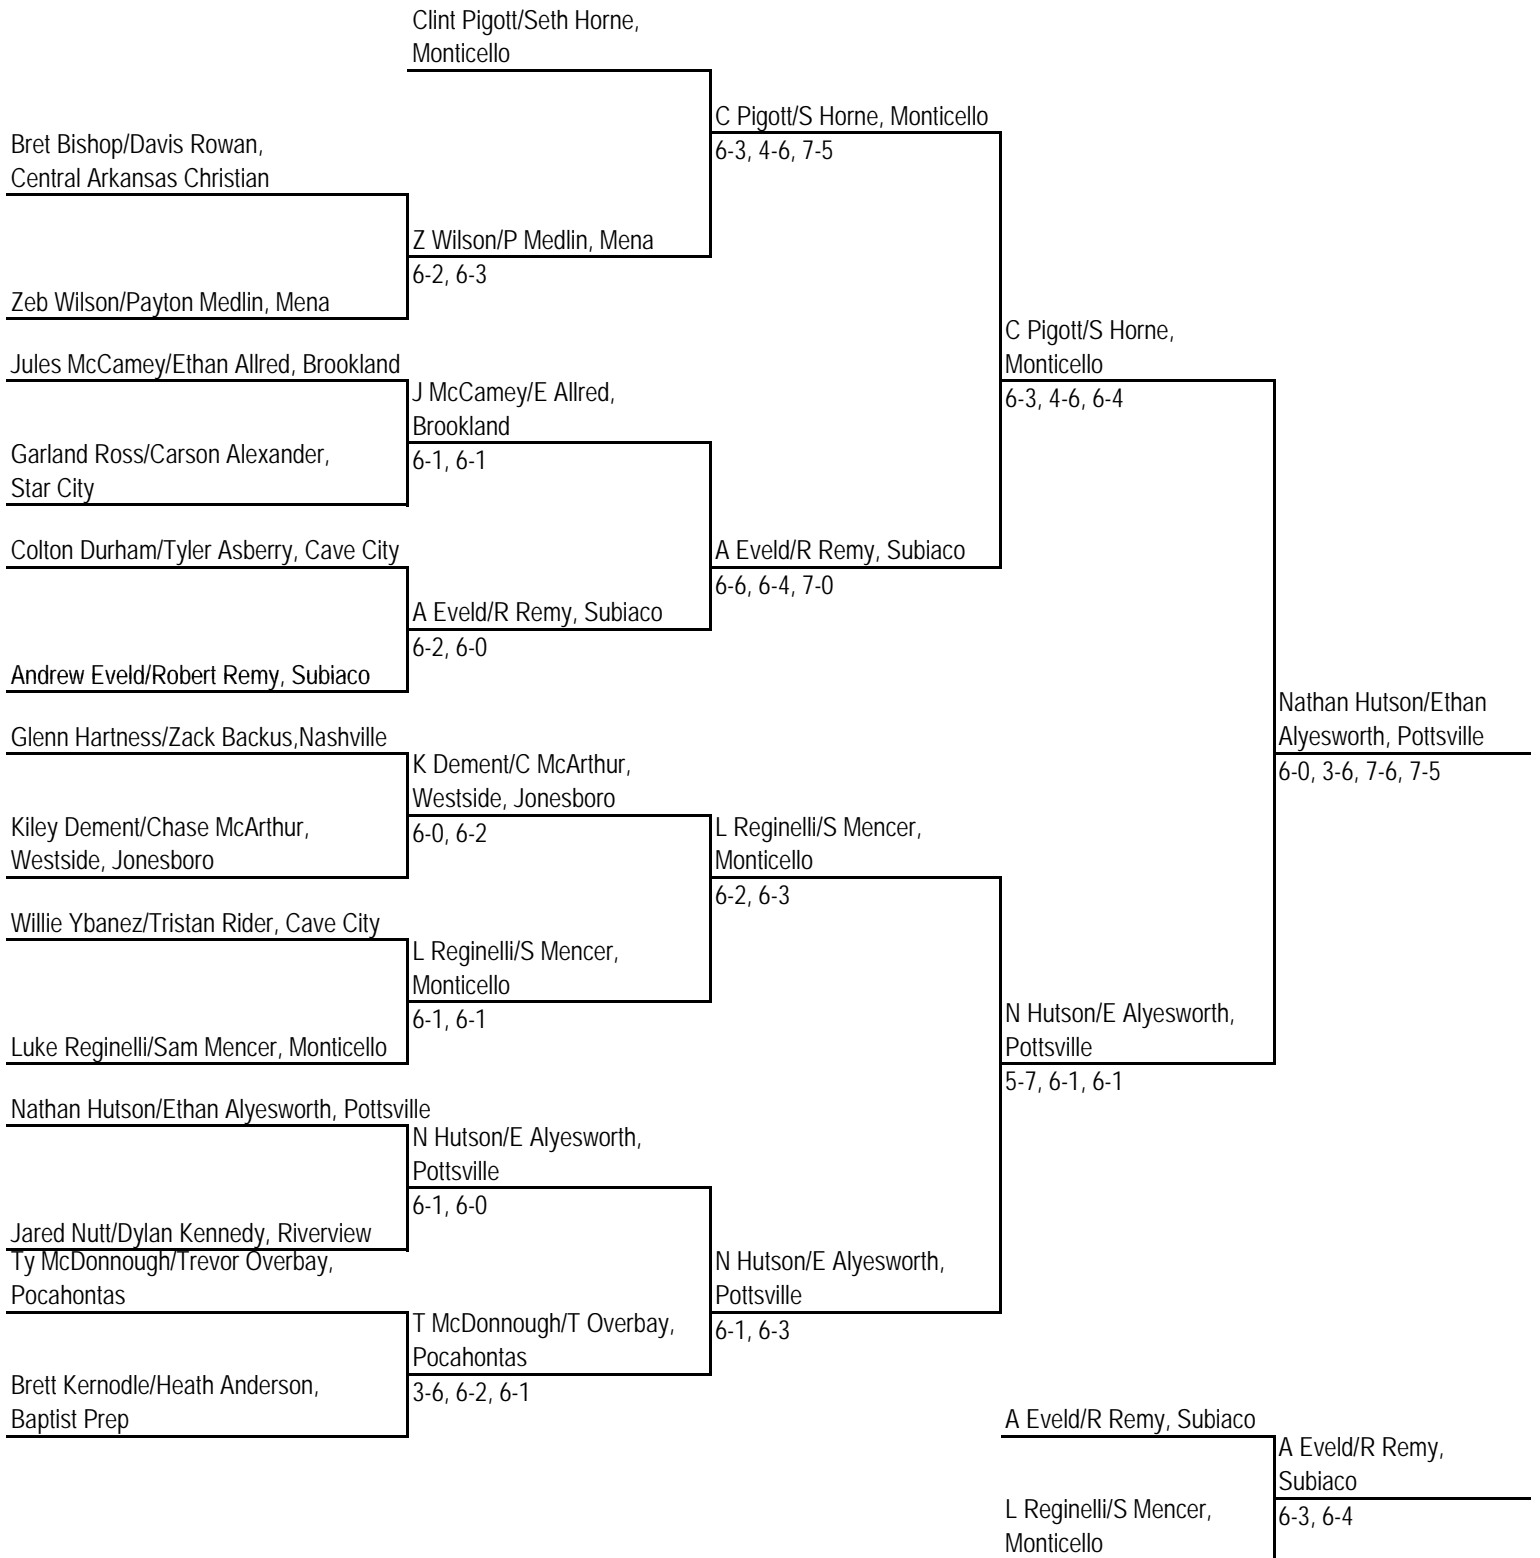 Clint Pigott/Seth Horne,
Monticello
C Pigott/S Horne, Monticello
6-3, 4-6, 7-5
Bret Bishop/Davis Rowan,
Central Arkansas Christian
Z Wilson/P Medlin, Mena
6-2, 6-3
Zeb Wilson/Payton Medlin, Mena
C Pigott/S Horne,
Monticello
6-3, 4-6, 6-4
Jules McCamey/Ethan Allred, Brookland
J McCamey/E Allred,
Brookland
6-1, 6-1
Garland Ross/Carson Alexander,
Star City
Colton Durham/Tyler Asberry, Cave City
A Eveld/R Remy, Subiaco
6-6, 6-4, 7-0
A Eveld/R Remy, Subiaco
6-2, 6-0
Andrew Eveld/Robert Remy, Subiaco
Nathan Hutson/Ethan
Alyesworth, Pottsville
6-0, 3-6, 7-6, 7-5
Glenn Hartness/Zack Backus,Nashville
K Dement/C McArthur,
Westside, Jonesboro
6-0, 6-2
Kiley Dement/Chase McArthur,
Westside, Jonesboro
L Reginelli/S Mencer,
Monticello
6-2, 6-3
Willie Ybanez/Tristan Rider, Cave City
L Reginelli/S Mencer,
Monticello
6-1, 6-1
Luke Reginelli/Sam Mencer, Monticello
N Hutson/E Alyesworth,
Pottsville
5-7, 6-1, 6-1
Nathan Hutson/Ethan Alyesworth, Pottsville
N Hutson/E Alyesworth,
Pottsville
6-1, 6-0
Jared Nutt/Dylan Kennedy, Riverview
Ty McDonnough/Trevor Overbay,
Pocahontas
N Hutson/E Alyesworth,
Pottsville
6-1, 6-3
T McDonnough/T Overbay,
Pocahontas
3-6, 6-2, 6-1
Brett Kernodle/Heath Anderson,
Baptist Prep
A Eveld/R Remy, Subiaco
A Eveld/R Remy,
Subiaco
6-3, 6-4
L Reginelli/S Mencer,
Monticello